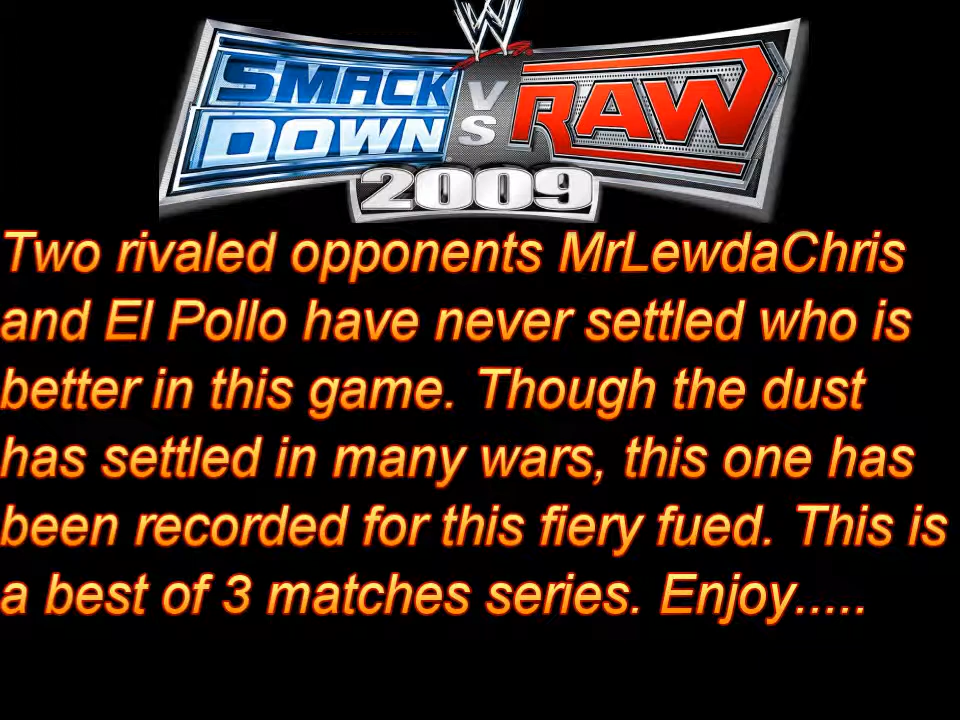 W
SMACK
DOWN
VS
RAW
2009
Two rivaled opponents MrLewdaChris
and El Pollo have never settled who is
better in this game. Though the dust
has settled in many wars, this one has
been recorded for this fiery fued. This is
a best of 3 matches series. Enjoy.....